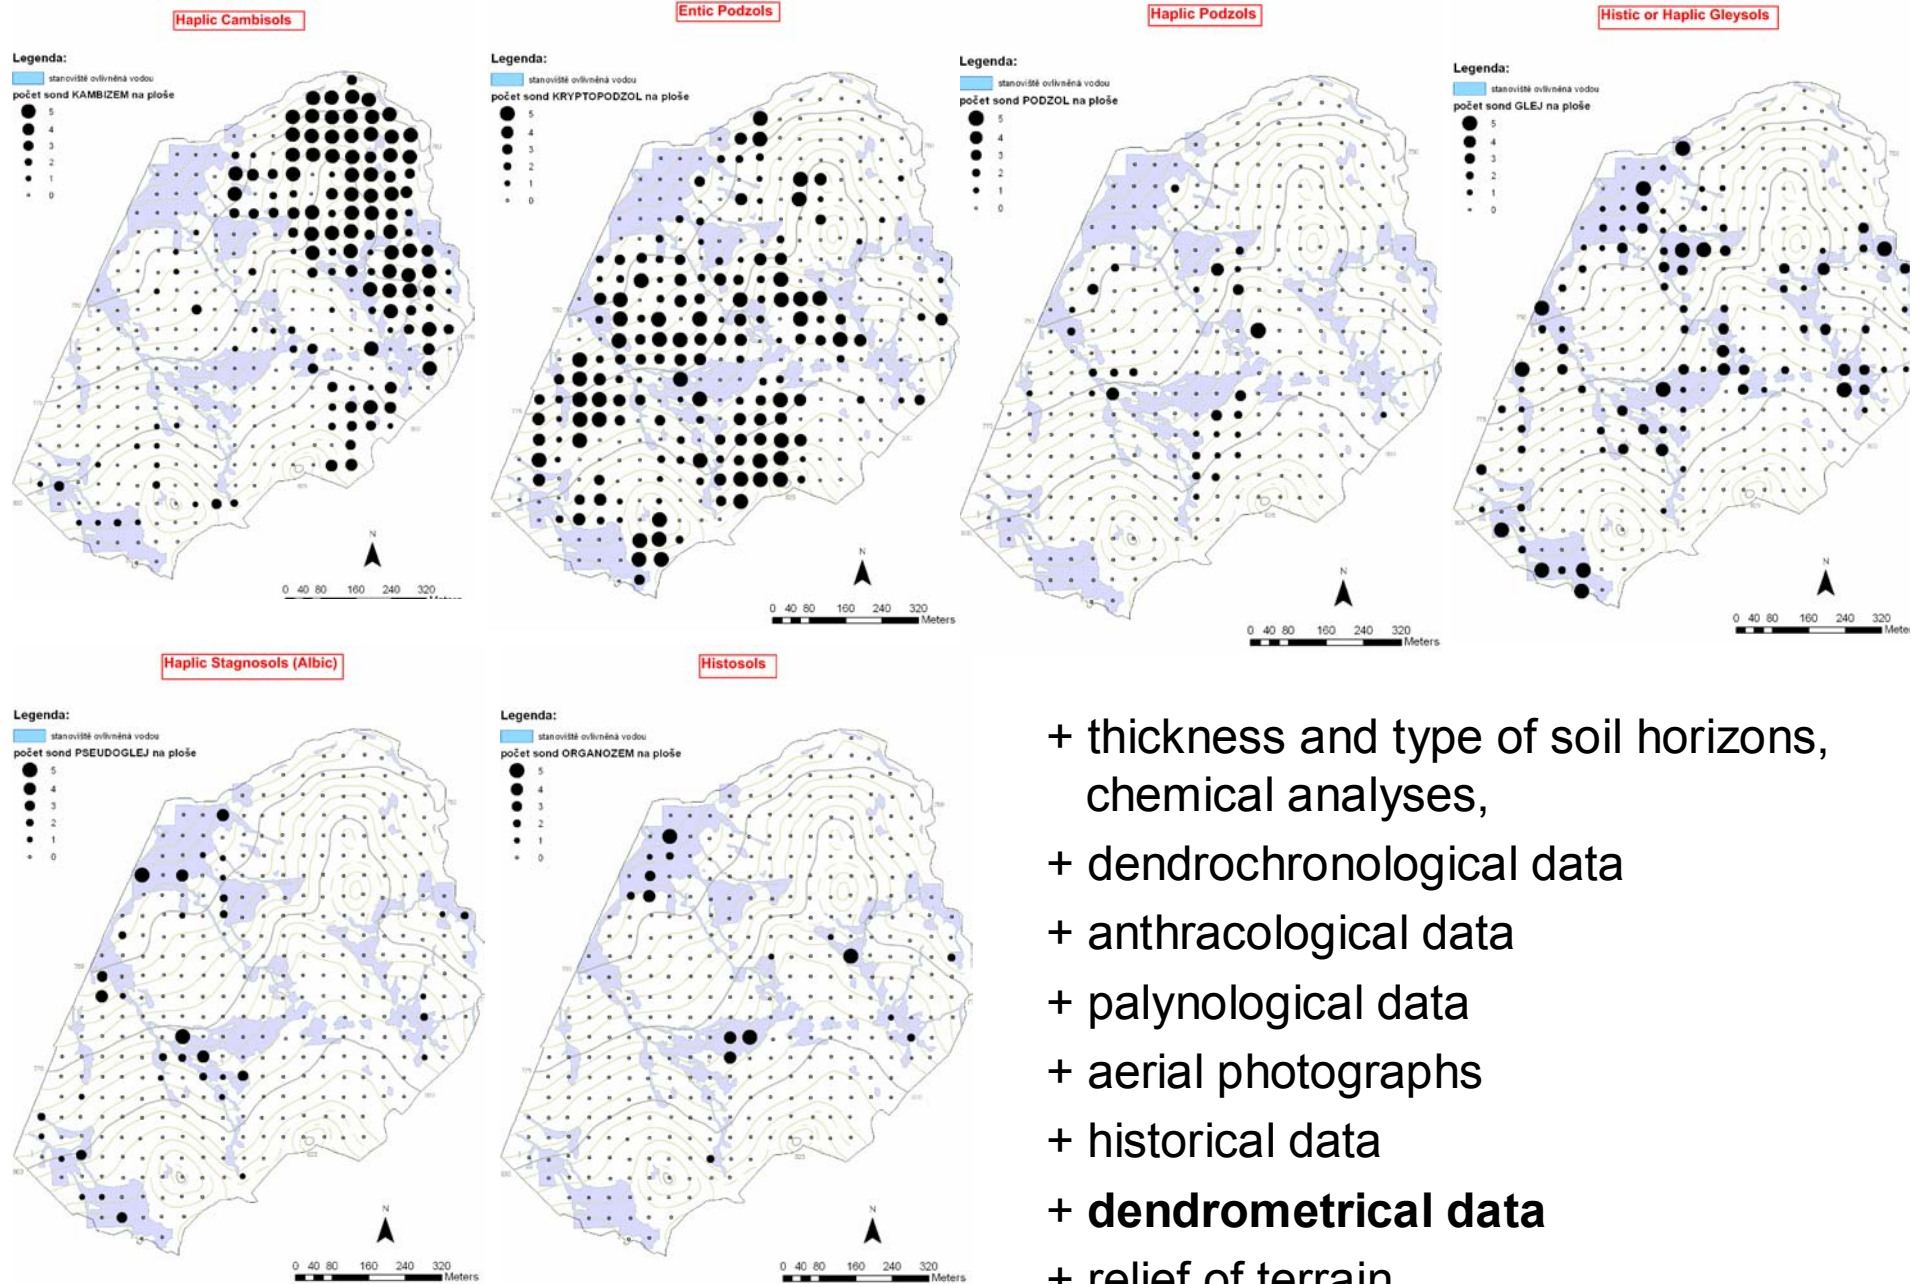 Haplic Cambisols
Legenda:
stanoviště ovlivněná vodou
počet sond KAMBIZEM na ploše
5
4
3
2
1
0
N
0 40 80 160 240 320
Entic Podzols
Legenda:
stanoviště ovlivněná vodou
počet sond KRYPTOPODZOL na ploše
5
4
3
2
1
0
N
0 40 80 160 240 320
Meters
Haplic Podzols
Legenda:
stanoviště ovlivněná vodou
počet sond PODZOL na ploše
5
4
3
2
1
0
N
0 40 80 160 240 320
Meters
Histic or Haplic Gleysols
Legenda:
stanoviště ovlivněná vodou
počet sond GLEJ na ploše
5
4
3
2
1
0
N
0 40 80 160 240 320
Haplic Stagnosols (Albic)
Legenda:
stanoviště ovlivněná vodou
počet sond PSEUDOGLEJ na ploše
5
4
3
2
1
0
N
0 40 80 160 240 320
Meters
Histosols
Legenda:
stanoviště ovlivněná vodou
počet sond ORGANOZEM na ploše
5
4
3
2
1
0
N
0 40 80 160 240 320
Meters
+ thickness and type of soil horizons,
chemical analyses,
+ dendrochronological data
+ anthracological data
+ palynological data
+ aerial photographs
+ historical data
+ dendrometrical data
+ relief of terrain